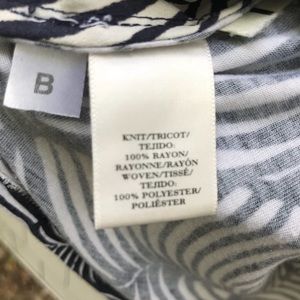 B
KNIT/TRICOT/
TEJIDO:
100% RAYON/
RAYONNE/RAYÓN
WOVEN/TISSÉ/
TEJIDO:
100% POLYESTER/
POLIÉSTER